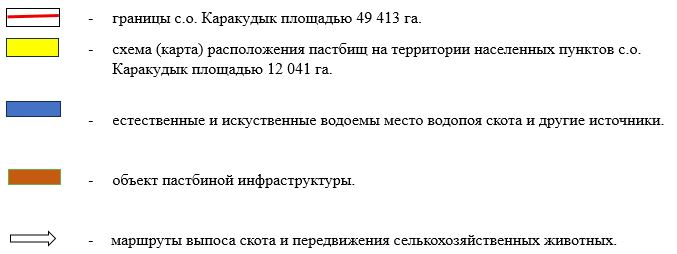 - границы с.о. Каракудык площадью 49 413 га.
- схема (карта) расположения пастбищ на территории населенных пунктов с.о.
Каракудык площадью 12 041 га.
- естественные и искуственные водоемы место водопоя скота и другие источники.
- объект пастбиной инфраструктуры.
- маршруты выпоса скота и передвижения селькохозяйственных животных.